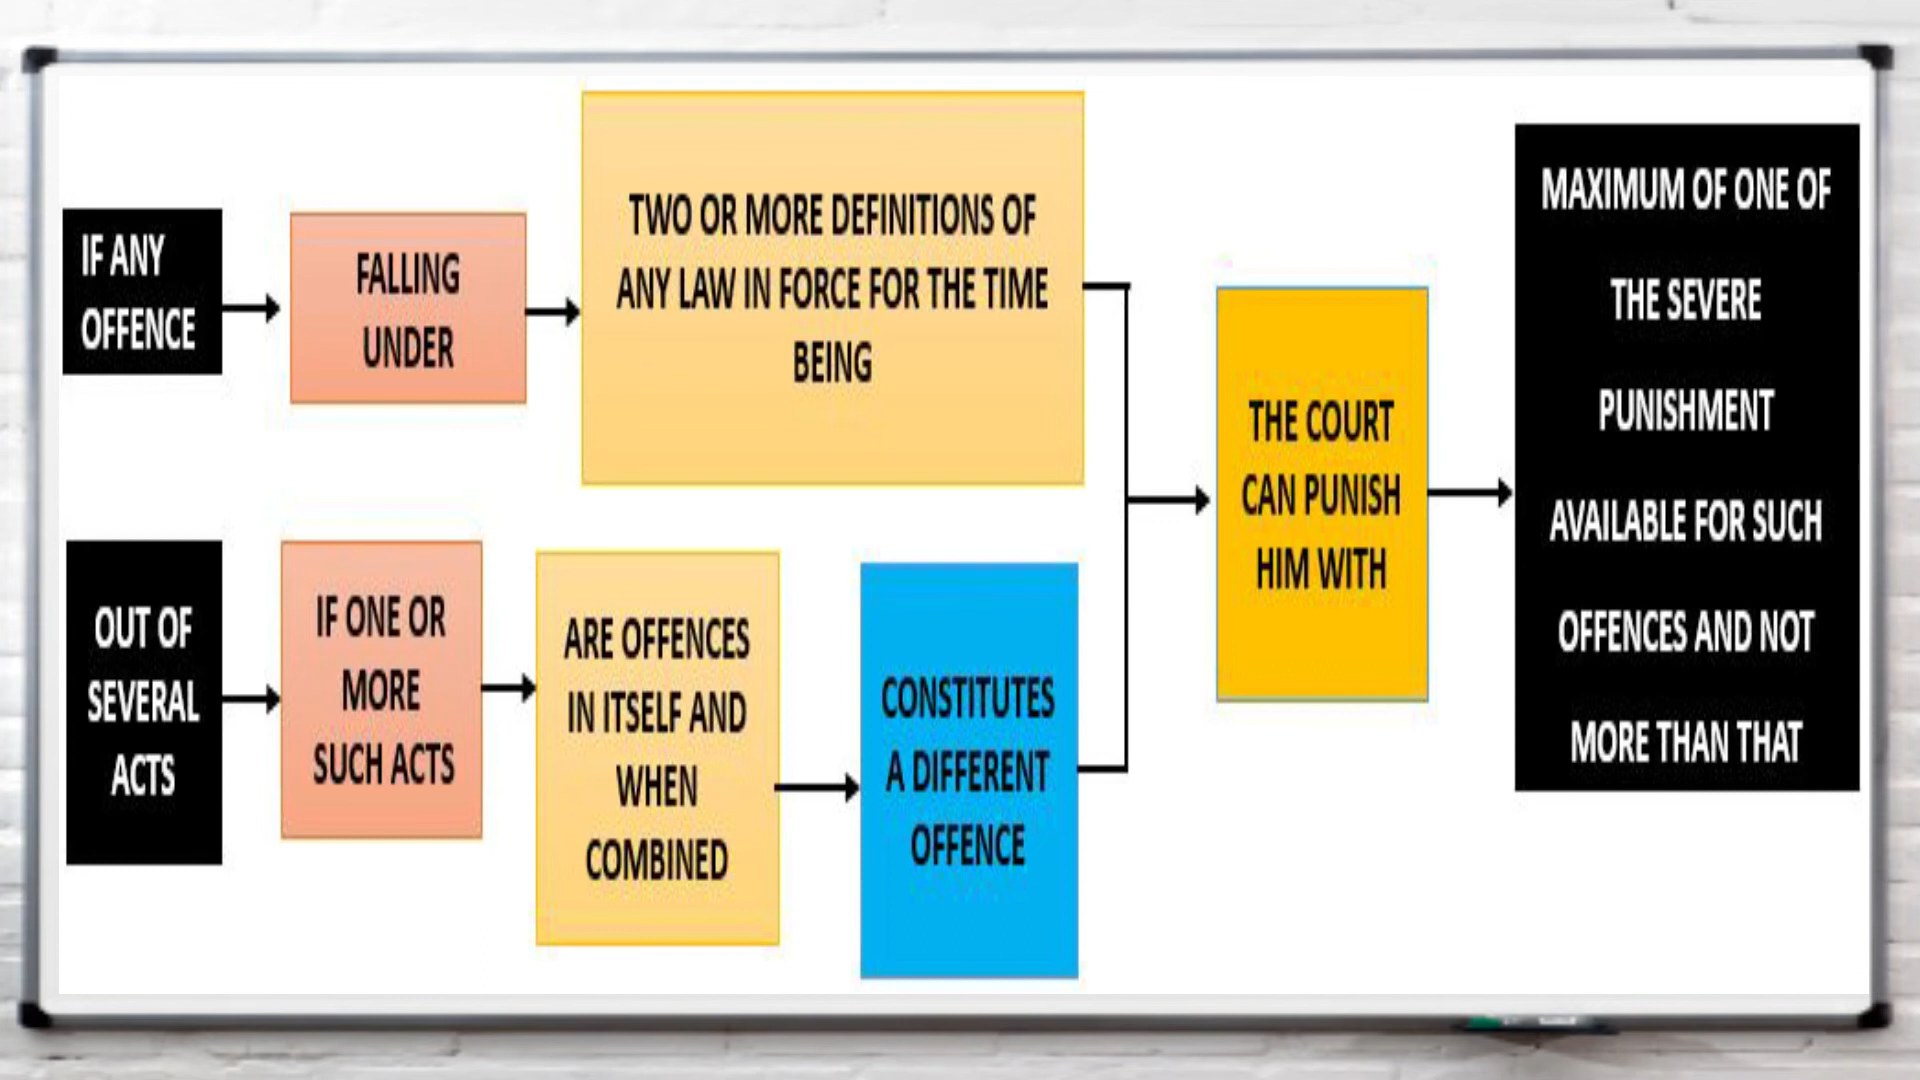 IF ANY
OFFENCE
FALLING
UNDER
TWO OR MORE DEFINITIONS OF
ANY LAW IN FORCE FOR THE TIME
BEING
OUT OF
SEVERAL
ACTS
IF ONE OR
MORE
SUCH ACTS
ARE OFFENCES
IN ITSELF AND
WHEN
COMBINED
CONSTITUTES
A DIFFERENT
OFFENCE
THE COURT
CAN PUNISH
HIM WITH
MAXIMUM OF ONE OF
THE SEVERE
PUNISHMENT
AVAILABLE FOR SUCH
OFFENCES AND NOT
MORE THAN THAT